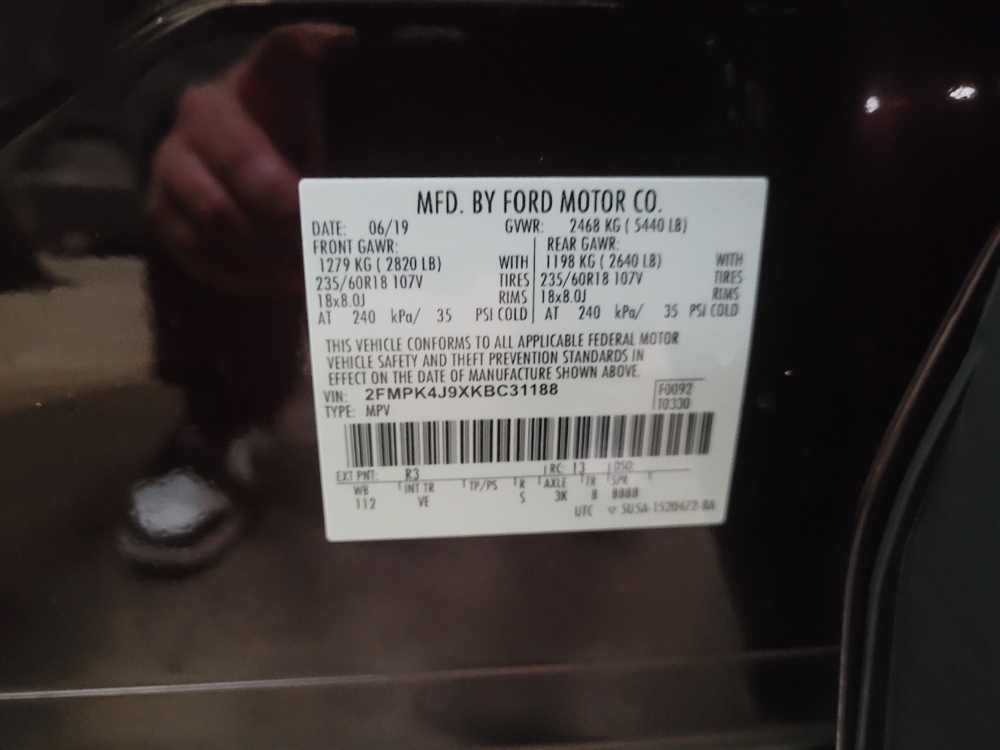 MFD. BY FORD MOTOR CO.
DATE: 06/19 GVWR: 2468 KG ( 5440 LB)
FRONT GAWR: REAR GAWR:
1279 KG ( 2820 LB) WITH 1198 KG ( 2640 LB) WITH
235/60R18 107V TIRES 235/60R18 107V TIRES
18x8.0J RIMS 18x8.0J RIMS
AT 240 kPa/ 35 PSI COLD AT 240 kPa/ 35 PSI COLD
THIS VEHICLE CONFORMS TO ALL APPLICABLE FEDERAL MOTOR
VEHICLE SAFETY AND THEFT PREVENTION STANDARDS IN
EFFECT ON THE DATE OF MANUFACTURE SHOWN ABOVE.
VIN: 2FMPK4J9XKBC31188 F0092
TYPE: MPV T0330
EXT PNT: R3 RC: 13 DSO:
WB INT TR TP/PS R AXLE TR SPR
112 VE S 3K 8 8888
UTC